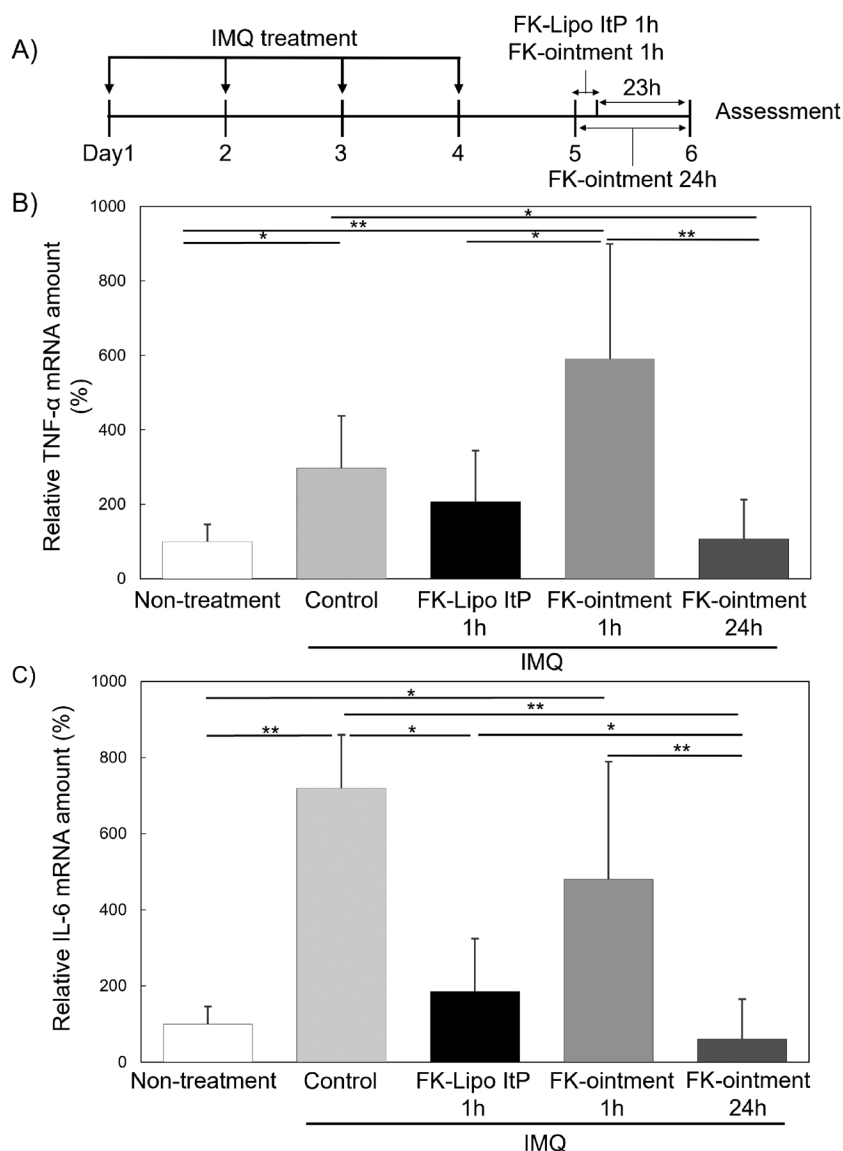 A)
IMQ treatment
FK-Lipo ItP 1h
FK-ointment 1h
23h
Assessment
Day1 2 3 4 5 6
FK-ointment 24h
B)
Relative TNF-α mRNA amount
(%)
1000
800
600
400
200
0
*
**
* * **
Non-treatment Control FK-Lipo ItP FK-ointment FK-ointment
1h 1h 24h
IMQ
C)
Relative IL-6 mRNA amount (%)
1000
800
600
400
200
0
*
**
** * *
**
Non-treatment Control FK-Lipo ItP FK-ointment FK-ointment
1h 1h 24h
IMQ